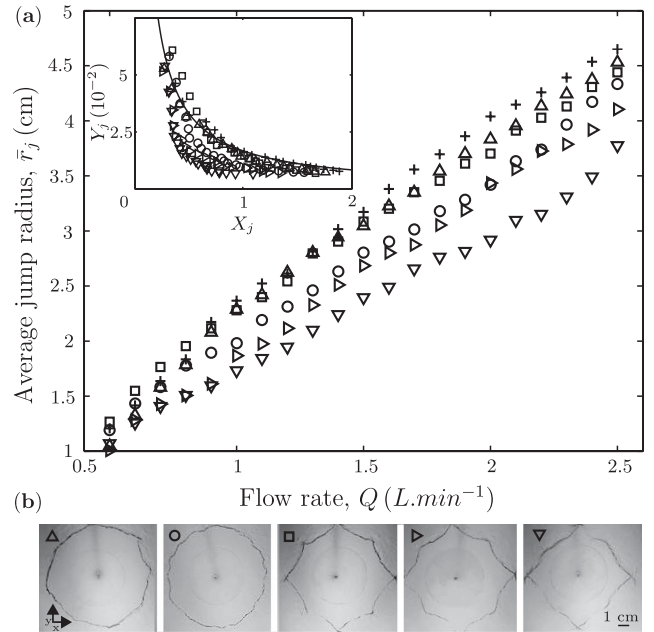 (a)
5
4.5
4
3.5
3
2.5
2
1.5
1
Average jump radius, r̄j (cm)
0.5
1
1.5
2
2.5
Flow rate, Q (L.min⁻¹)
5
2.5
0
1
2
Yj (10⁻²)
Xj
(b)
y
x
1 cm